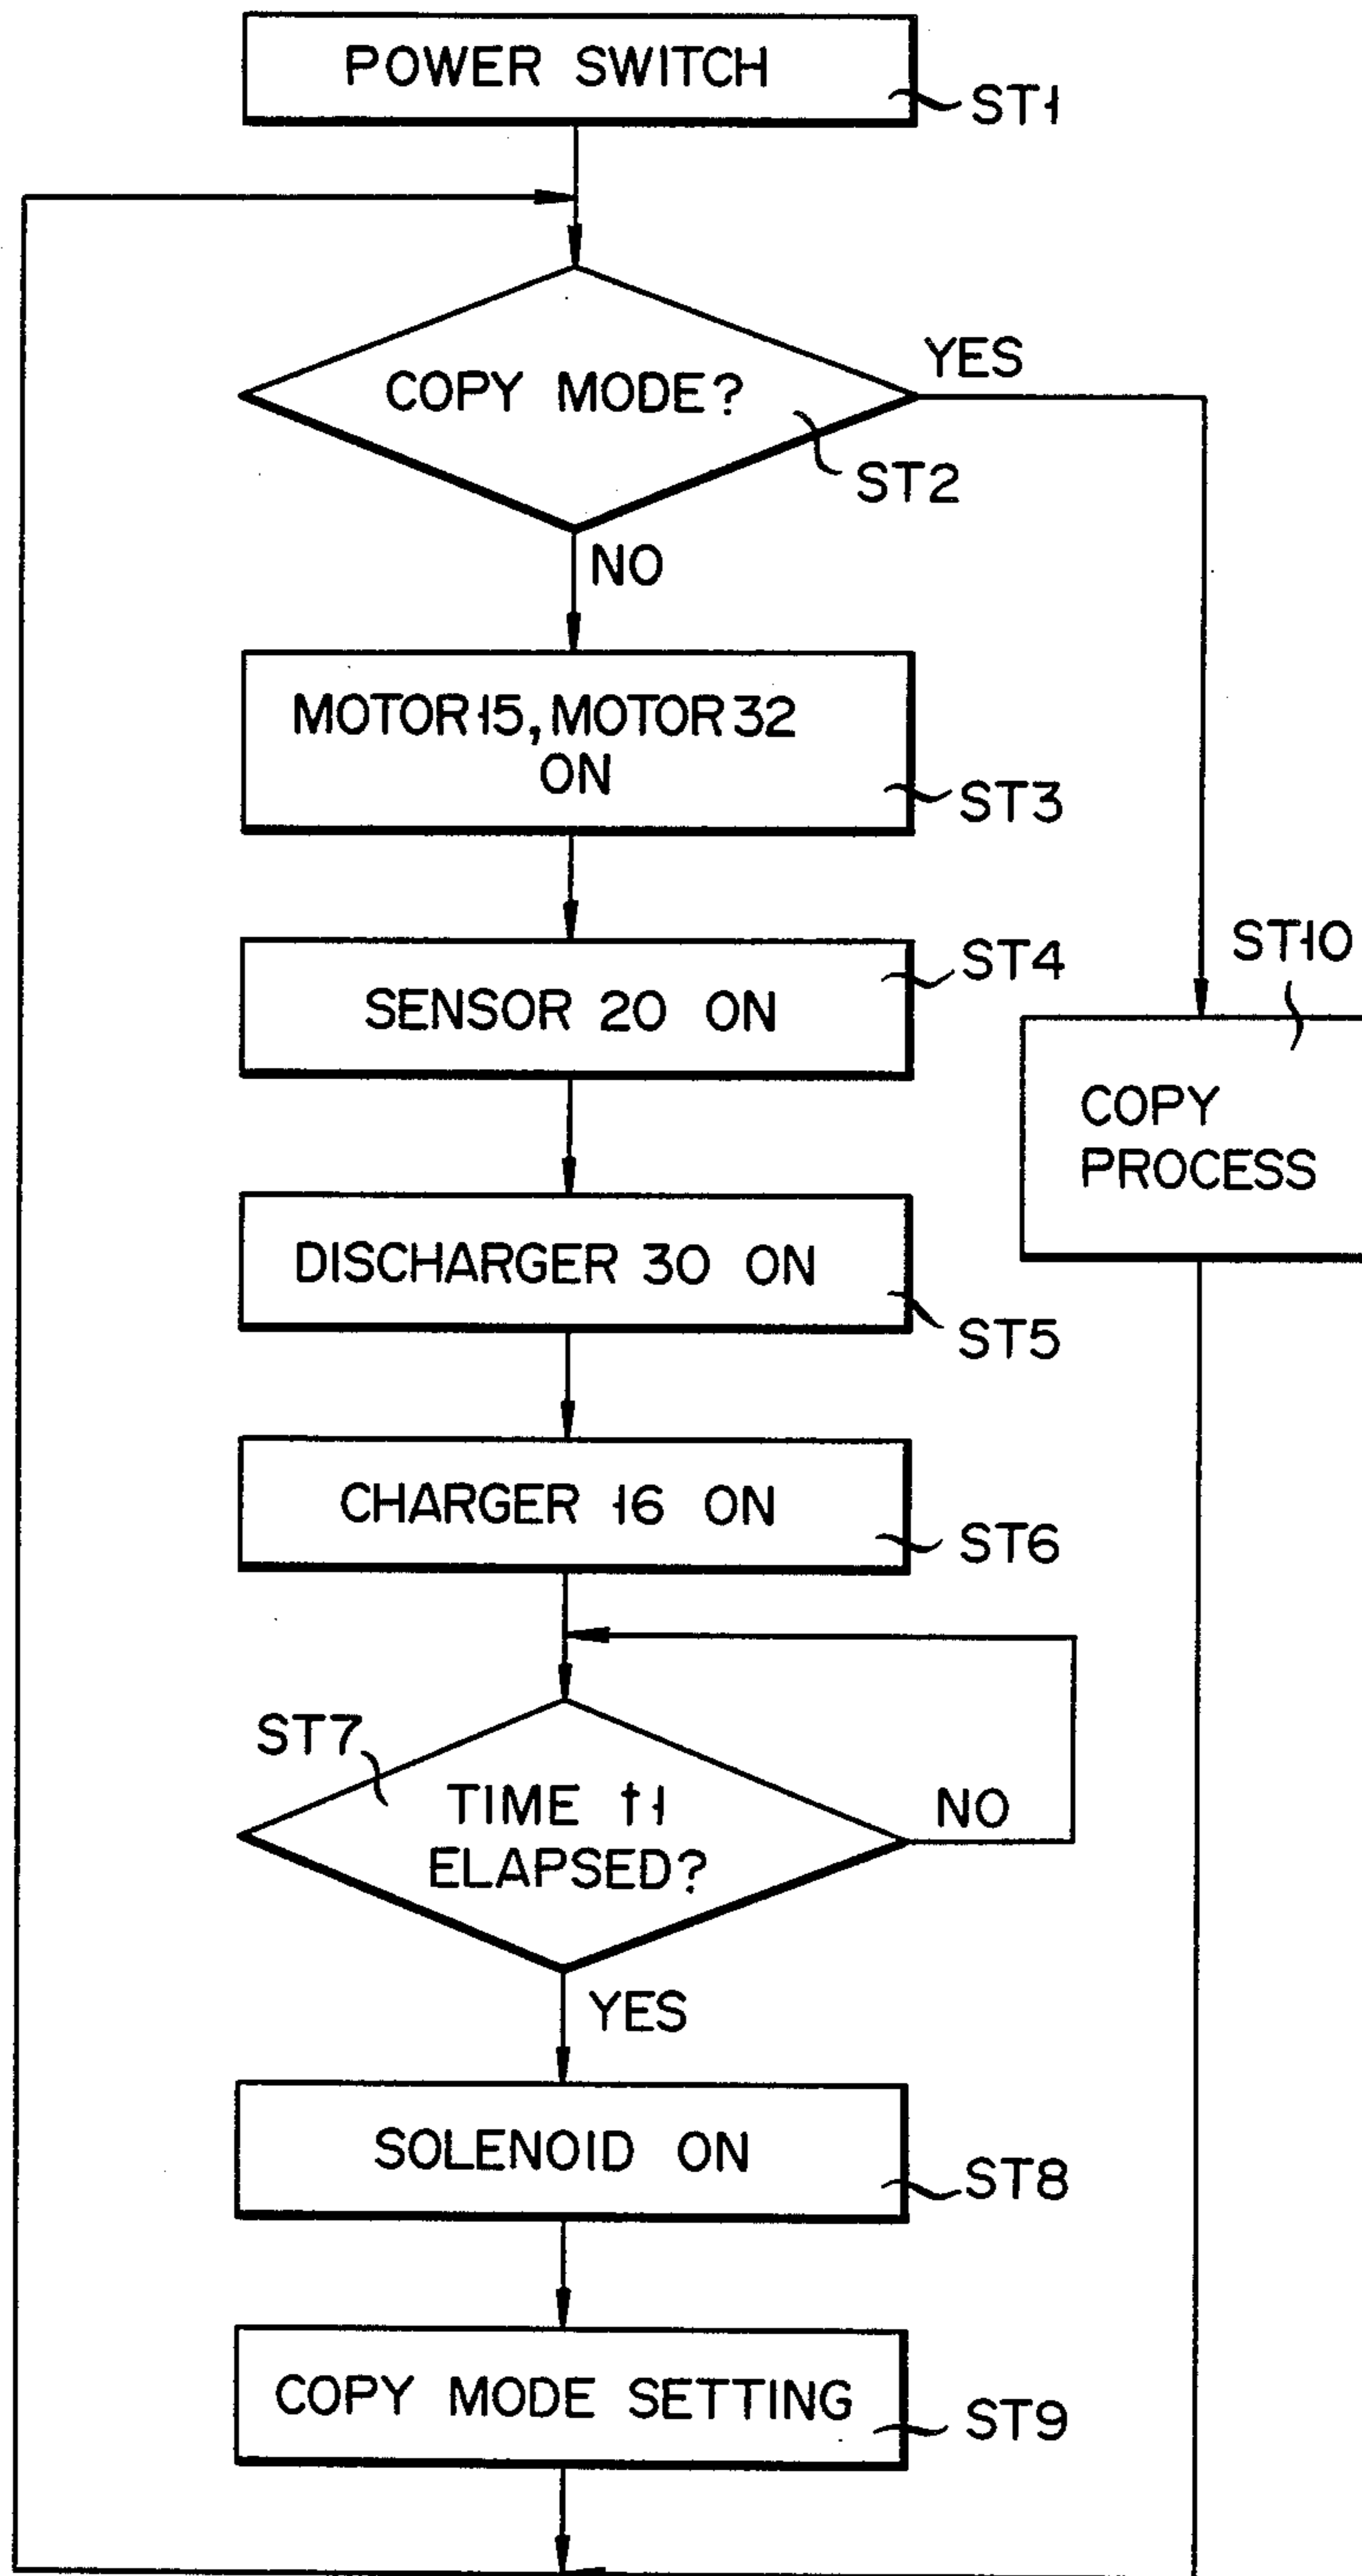 POWER SWITCH
ST1
COPY MODE?
YES
ST2
NO
MOTOR 15, MOTOR 32
ON
ST3
SENSOR 20 ON
ST4
ST10
COPY
PROCESS
DISCHARGER 30 ON
ST5
CHARGER 16 ON
ST6
ST7
TIME t1
ELAPSED?
NO
YES
SOLENOID ON
ST8
COPY MODE SETTING
ST9